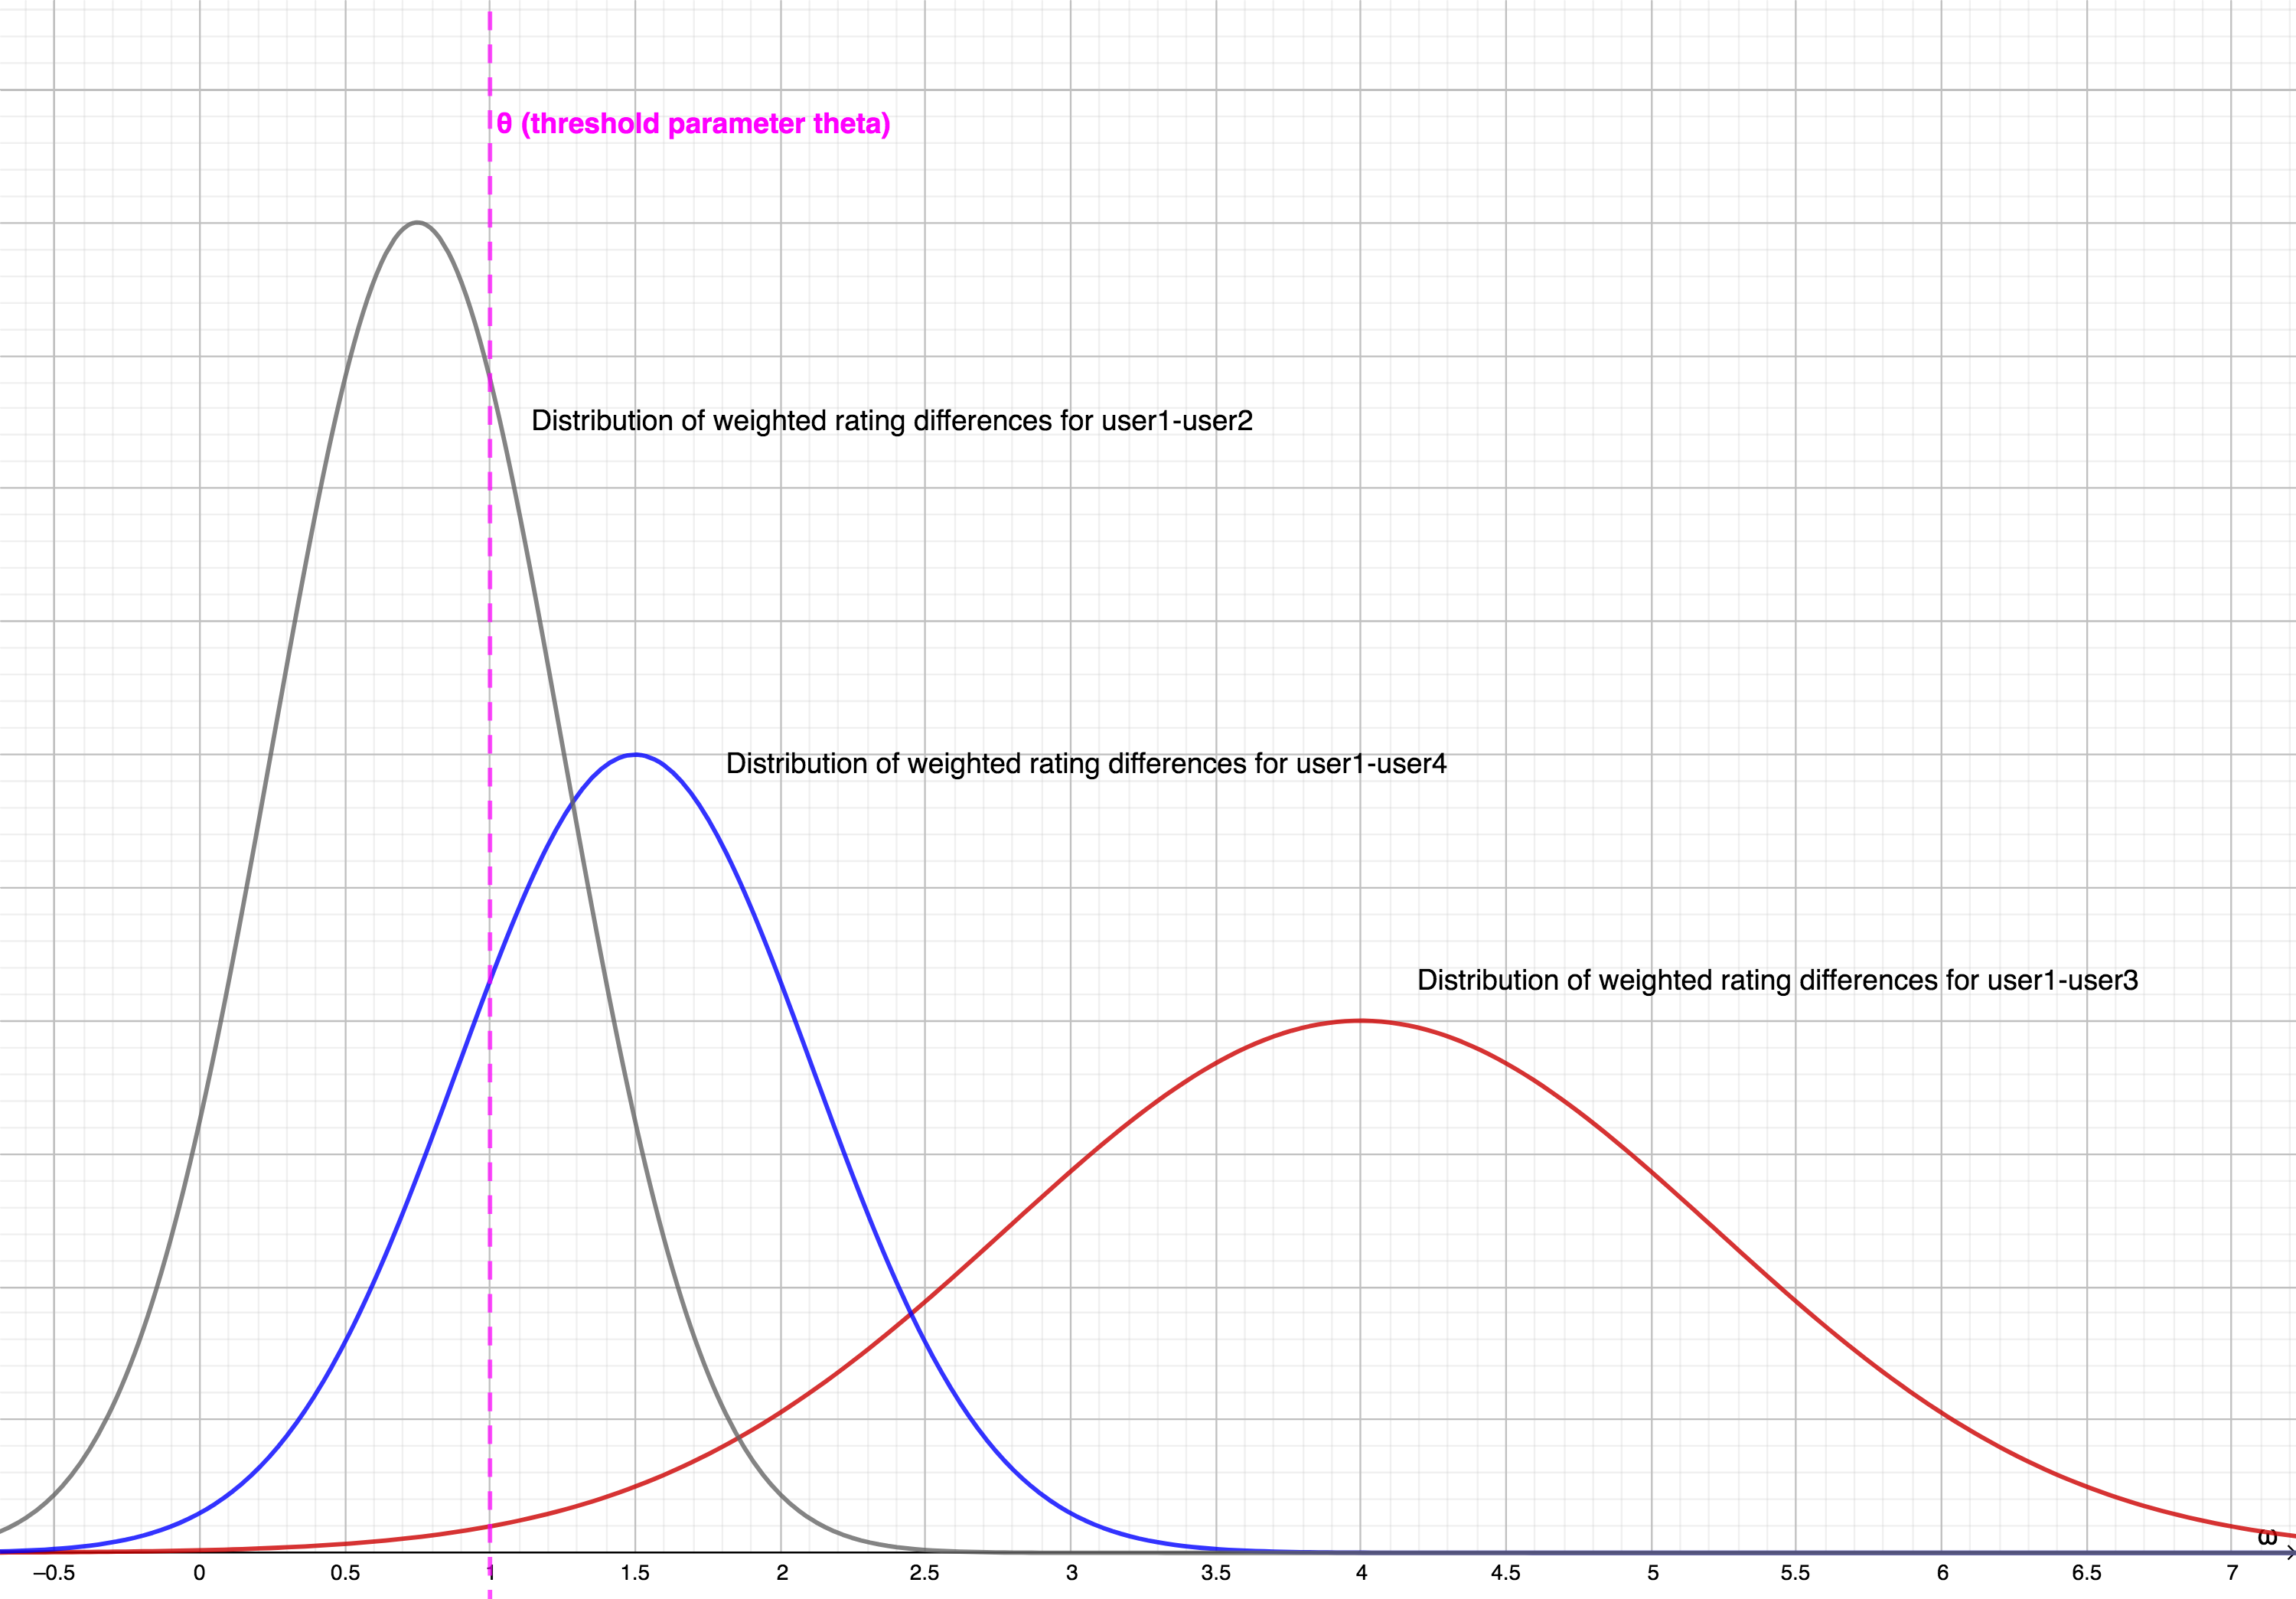 θ (threshold parameter theta)
Distribution of weighted rating differences for user1-user2
Distribution of weighted rating differences for user1-user4
Distribution of weighted rating differences for user1-user3
ω
–0.5 0 0.5 1 1.5 2 2.5 3 3.5 4 4.5 5 5.5 6 6.5 7